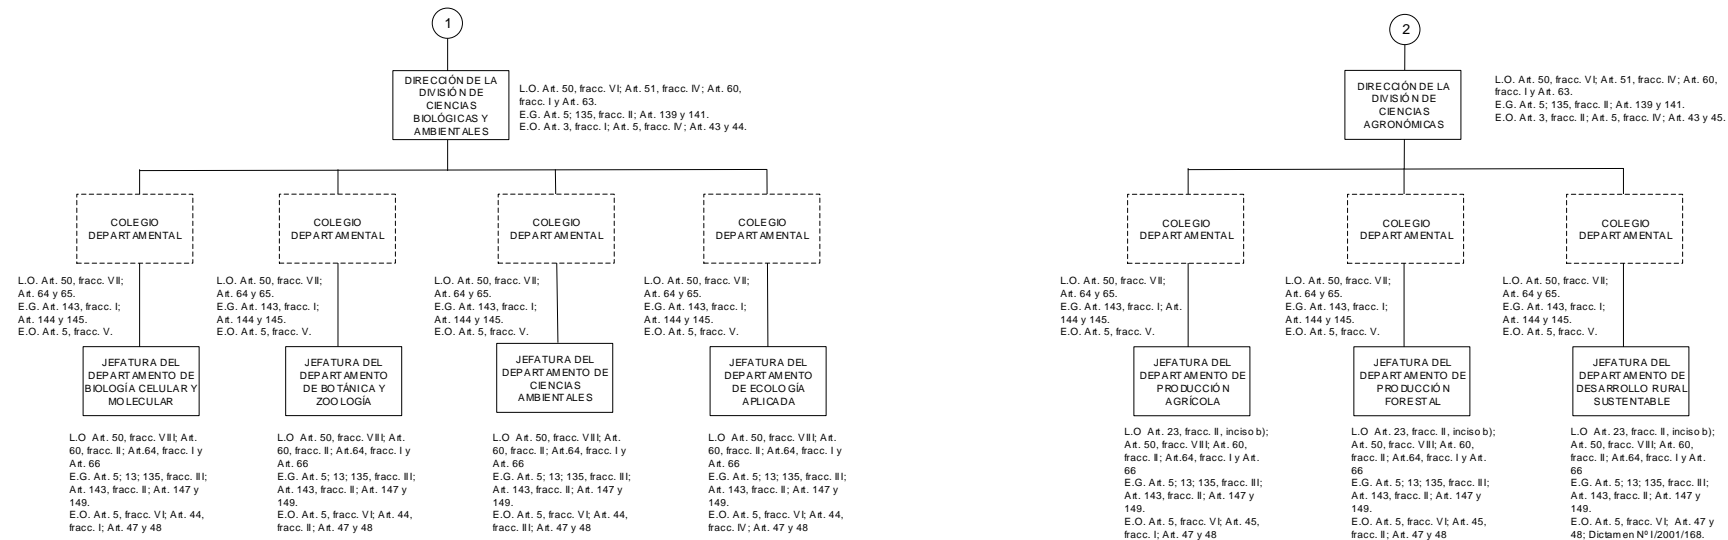 1
DIRECCIÓN DE LA
DIVISIÓN DE
CIENCIAS
BIOLÓGICAS Y
AMBIENTALES
L.O. Art. 50, fracc. VI; Art. 51, fracc. IV; Art. 60,
fracc. I y Art. 63.
E.G. Art. 5; 135, fracc. II; Art. 139 y 141.
E.O. Art. 3, fracc. I; Art. 5, fracc. IV; Art. 43 y 44.
COLEGIO
DEPARTAMENTAL
L.O. Art. 50, fracc. VII;
Art. 64 y 65.
E.G. Art. 143, fracc. I;
Art. 144 y 145.
E.O. Art. 5, fracc. V.
JEFATURA DEL
DEPARTAMENTO DE
BIOLOGÍA CELULAR Y
MOLECULAR
L.O Art. 50, fracc. VIII; Art.
60, fracc. II; Art.64, fracc. I y
Art. 66
E.G. Art. 5; 13; 135, fracc. III;
Art. 143, fracc. II; Art. 147 y
149.
E.O. Art. 5, fracc. VI; Art. 44,
fracc. I; Art. 47 y 48
COLEGIO
DEPARTAMENTAL
L.O. Art. 50, fracc. VII;
Art. 64 y 65.
E.G. Art. 143, fracc. I;
Art. 144 y 145.
E.O. Art. 5, fracc. V.
JEFATURA DEL
DEPARTAMENTO
DE BOTÁNICA Y
ZOOLOGÍA
L.O Art. 50, fracc. VIII; Art.
60, fracc. II; Art.64, fracc. I y
Art. 66
E.G. Art. 5; 13; 135, fracc. III;
Art. 143, fracc. II; Art. 147 y
149.
E.O. Art. 5, fracc. VI; Art. 44,
fracc. II; Art. 47 y 48
COLEGIO
DEPARTAMENTAL
L.O. Art. 50, fracc. VII;
Art. 64 y 65.
E.G. Art. 143, fracc. I;
Art. 144 y 145.
E.O. Art. 5, fracc. V.
JEFATURA DEL
DEPARTAMENTO DE
CIENCIAS
AMBIENTALES
L.O Art. 50, fracc. VIII; Art.
60, fracc. II; Art.64, fracc. I y
Art. 66
E.G. Art. 5; 13; 135, fracc. III;
Art. 143, fracc. II; Art. 147 y
149.
E.O. Art. 5, fracc. VI; Art. 44,
fracc. III; Art. 47 y 48
COLEGIO
DEPARTAMENTAL
L.O. Art. 50, fracc. VII;
Art. 64 y 65.
E.G. Art. 143, fracc. I;
Art. 144 y 145.
E.O. Art. 5, fracc. V.
JEFATURA DEL
DEPARTAMENTO
DE ECOLOGÍA
APLICADA
L.O Art. 50, fracc. VIII; Art.
60, fracc. II; Art.64, fracc. I y
Art. 66
E.G. Art. 5; 13; 135, fracc. III;
Art. 143, fracc. II; Art. 147 y
149.
E.O. Art. 5, fracc. VI; Art. 44,
fracc. IV; Art. 47 y 48
2
DIRECCIÓN DE LA
DIVISIÓN DE
CIENCIAS
AGRONÓMICAS
L.O. Art. 50, fracc. VI; Art. 51, fracc. IV; Art. 60,
fracc. I y Art. 63.
E.G. Art. 5; 135, fracc. II; Art. 139 y 141.
E.O. Art. 3, fracc. II; Art. 5, fracc. IV; Art. 43 y 45.
COLEGIO
DEPARTAMENTAL
L.O. Art. 50, fracc. VII;
Art. 64 y 65.
E.G. Art. 143, fracc. I; Art.
144 y 145.
E.O. Art. 5, fracc. V.
JEFATURA DEL
DEPARTAMENTO DE
PRODUCCIÓN
AGRÍCOLA
L.O Art. 23, fracc. II, inciso b);
Art. 50, fracc. VIII; Art. 60,
fracc. II; Art.64, fracc. I y Art.
66
E.G. Art. 5; 13; 135, fracc. III;
Art. 143, fracc. II; Art. 147 y
149.
E.O. Art. 5, fracc. VI; Art. 45,
fracc. I; Art. 47 y 48
COLEGIO
DEPARTAMENTAL
L.O. Art. 50, fracc. VII;
Art. 64 y 65.
E.G. Art. 143, fracc. I;
Art. 144 y 145.
E.O. Art. 5, fracc. V.
JEFATURA DEL
DEPARTAMENTO DE
PRODUCCIÓN
FORESTAL
L.O Art. 23, fracc. II, inciso b);
Art. 50, fracc. VIII; Art. 60,
fracc. II; Art.64, fracc. I y Art.
66
E.G. Art. 5; 13; 135, fracc. III;
Art. 143, fracc. II; Art. 147 y
149.
E.O. Art. 5, fracc. VI; Art. 45,
fracc. II; Art. 47 y 48
COLEGIO
DEPARTAMENTAL
L.O. Art. 50, fracc. VII;
Art. 64 y 65.
E.G. Art. 143, fracc. I;
Art. 144 y 145.
E.O. Art. 5, fracc. V.
JEFATURA DEL
DEPARTAMENTO DE
DESARROLLO RURAL
SUSTENTABLE
L.O Art. 23, fracc. II, inciso b);
Art. 50, fracc. VIII; Art. 60,
fracc. II; Art.64, fracc. I y Art.
66
E.G. Art. 5; 13; 135, fracc. III;
Art. 143, fracc. II; Art. 147 y
149.
E.O. Art. 5, fracc. VI; Art. 47 y
48; Dictamen Nº I/2001/168.